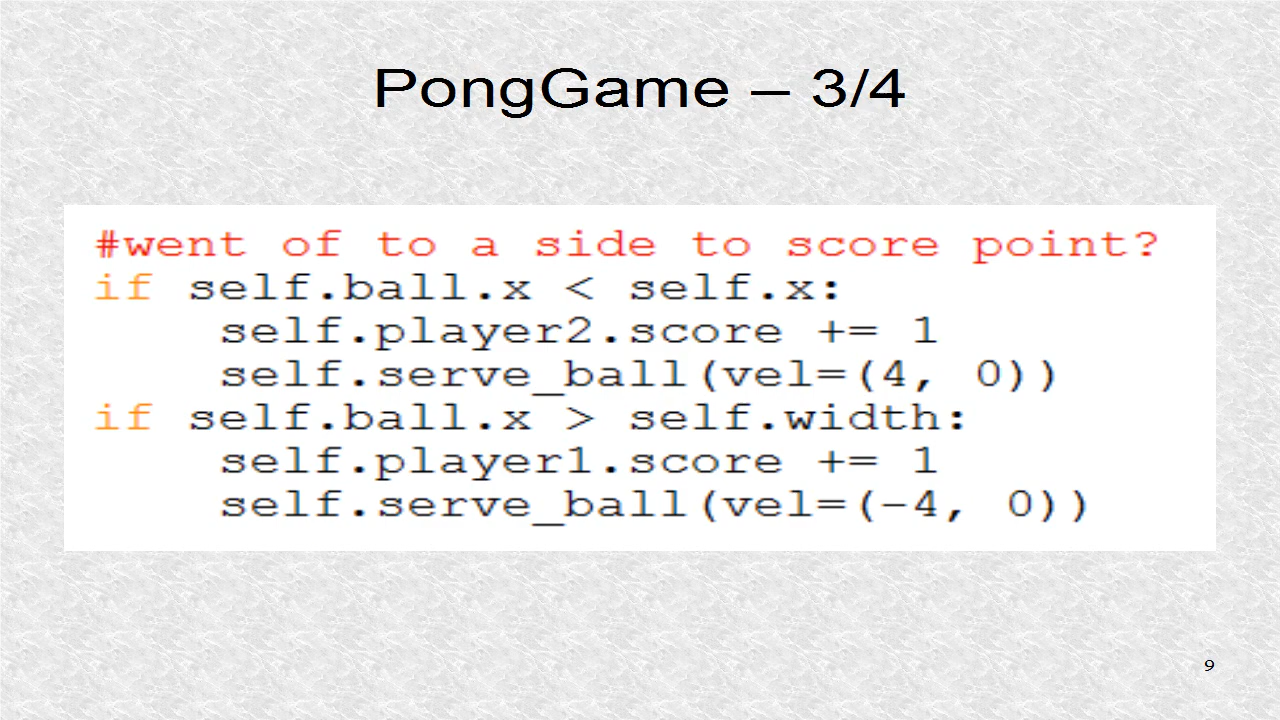 PongGame – 3/4
#went of to a side to score point?
if self.ball.x < self.x:
    self.player2.score += 1
    self.serve_ball(vel=(4, 0))
if self.ball.x > self.width:
    self.player1.score += 1
    self.serve_ball(vel=(-4, 0))
9